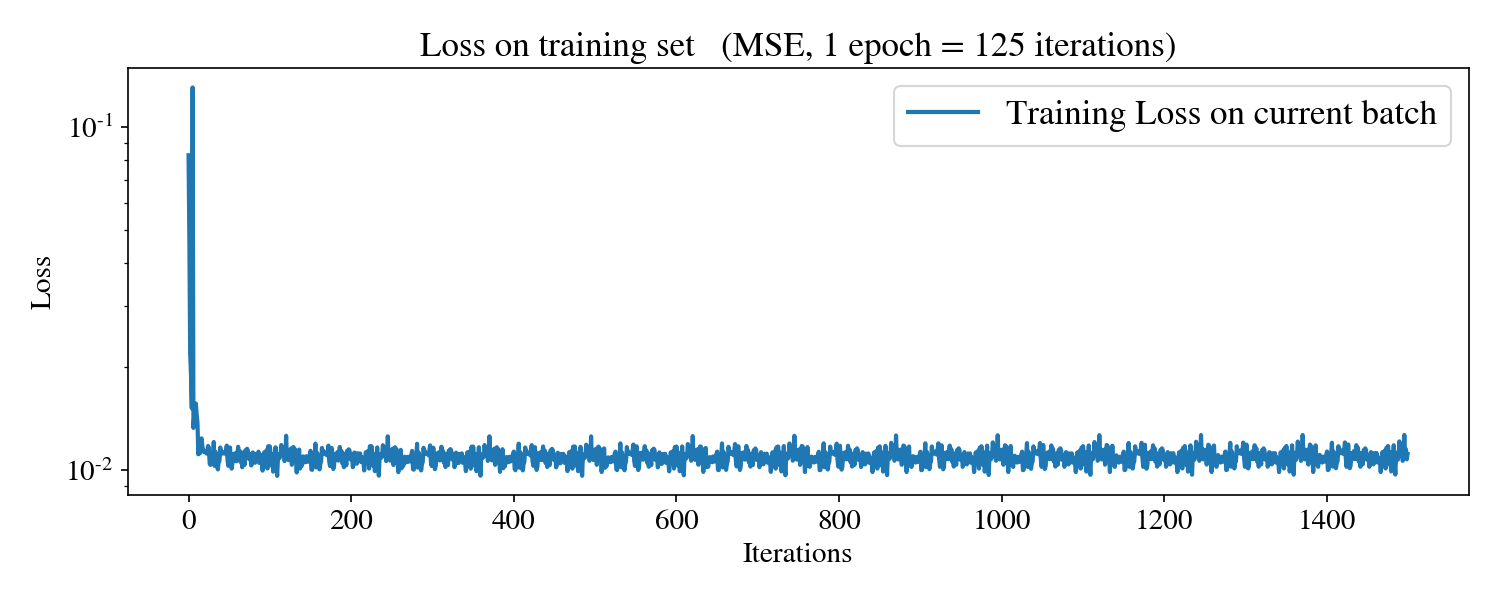 Loss on training set (MSE, 1 epoch = 125 iterations)
Training Loss on current batch
Loss
10⁻¹
10⁻²
0 200 400 600 800 1000 1200 1400
Iterations